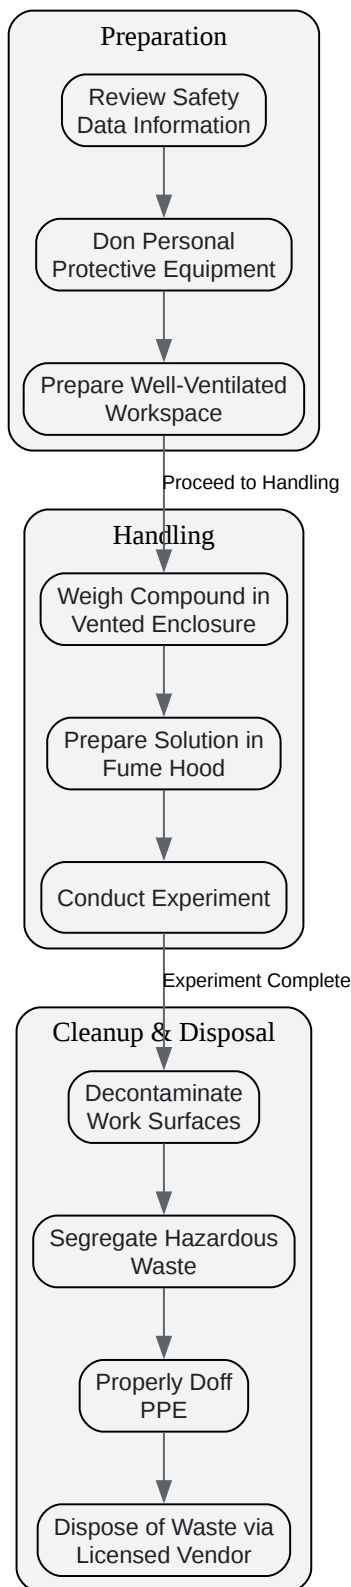 Preparation
Review Safety
Data Information
Don Personal
Protective Equipment
Prepare Well-Ventilated
Workspace
Proceed to Handling
Handling
Weigh Compound in
Vented Enclosure
Prepare Solution in
Fume Hood
Conduct Experiment
Experiment Complete
Cleanup & Disposal
Decontaminate
Work Surfaces
Segregate Hazardous
Waste
Properly Doff
PPE
Dispose of Waste via
Licensed Vendor